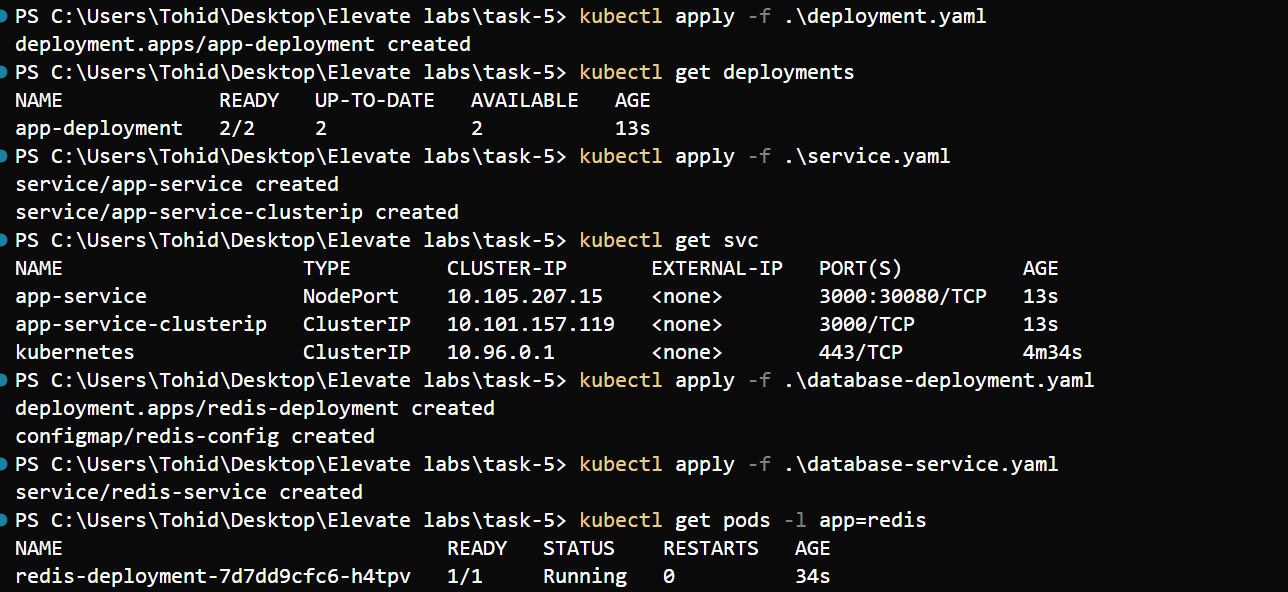 PS C:\Users\Tohid\Desktop\Elevate labs\task-5> kubectl apply -f .\deployment.yaml
deployment.apps/app-deployment created
PS C:\Users\Tohid\Desktop\Elevate labs\task-5> kubectl get deployments
NAME             READY   UP-TO-DATE   AVAILABLE   AGE
app-deployment   2/2     2            2           13s
PS C:\Users\Tohid\Desktop\Elevate labs\task-5> kubectl apply -f .\service.yaml
service/app-service created
service/app-service-clusterip created
PS C:\Users\Tohid\Desktop\Elevate labs\task-5> kubectl get svc
NAME                    TYPE        CLUSTER-IP       EXTERNAL-IP   PORT(S)          AGE
app-service             NodePort    10.105.207.15    <none>        3000:30080/TCP   13s
app-service-clusterip   ClusterIP   10.101.157.119   <none>        3000/TCP         13s
kubernetes              ClusterIP   10.96.0.1        <none>        443/TCP          4m34s
PS C:\Users\Tohid\Desktop\Elevate labs\task-5> kubectl apply -f .\database-deployment.yaml
deployment.apps/redis-deployment created
configmap/redis-config created
PS C:\Users\Tohid\Desktop\Elevate labs\task-5> kubectl apply -f .\database-service.yaml
service/redis-service created
PS C:\Users\Tohid\Desktop\Elevate labs\task-5> kubectl get pods -l app=redis
NAME                                READY   STATUS    RESTARTS   AGE
redis-deployment-7d7dd9cfc6-h4tpv   1/1     Running   0          34s